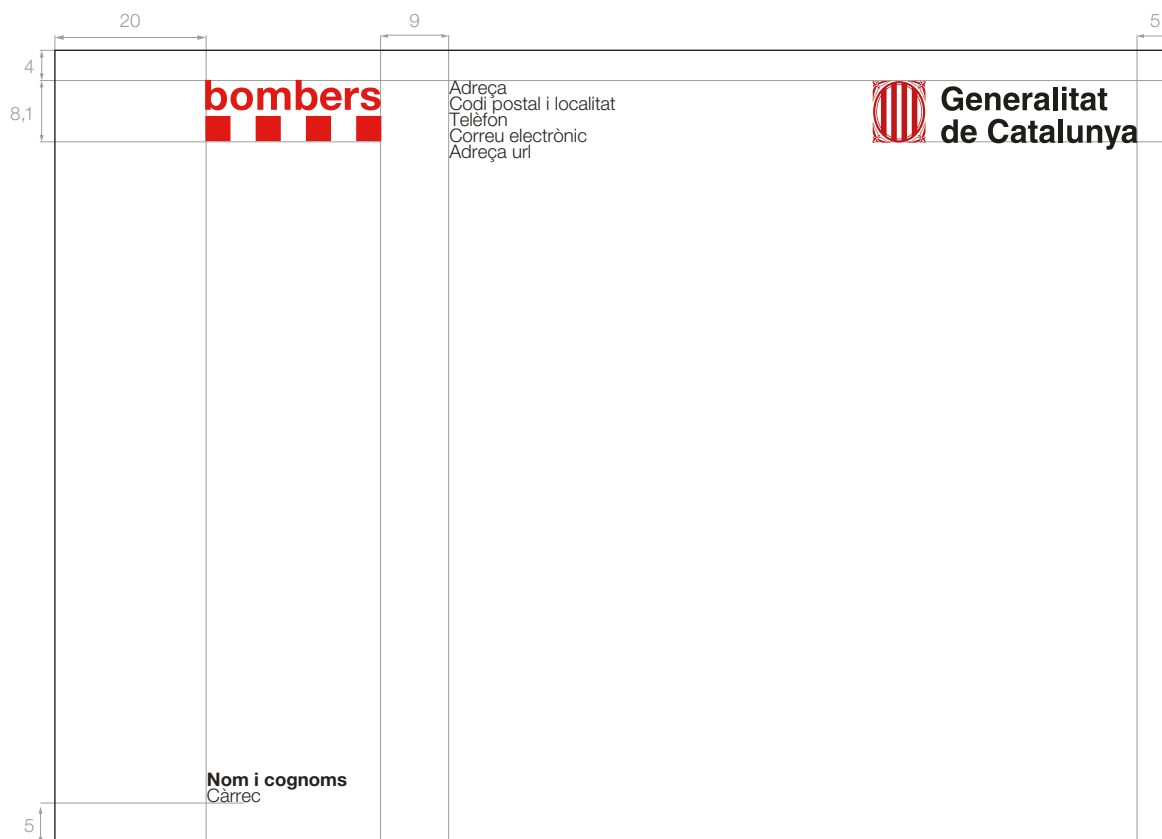 20
9
5
4
8,1
bombers
Adreça
Codi postal i localitat
Telèfon
Correu electrònic
Adreça url
Generalitat
de Catalunya
Nom i cognoms
Càrrec
5